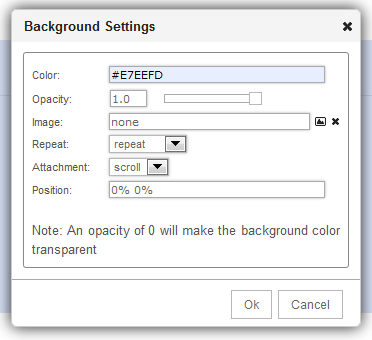 Background Settings
Color: #E7EEFD
Opacity: 1.0
Image: none
Repeat: repeat
Attachment: scroll
Position: 0% 0%
Note: An opacity of 0 will make the background color
transparent
Ok Cancel